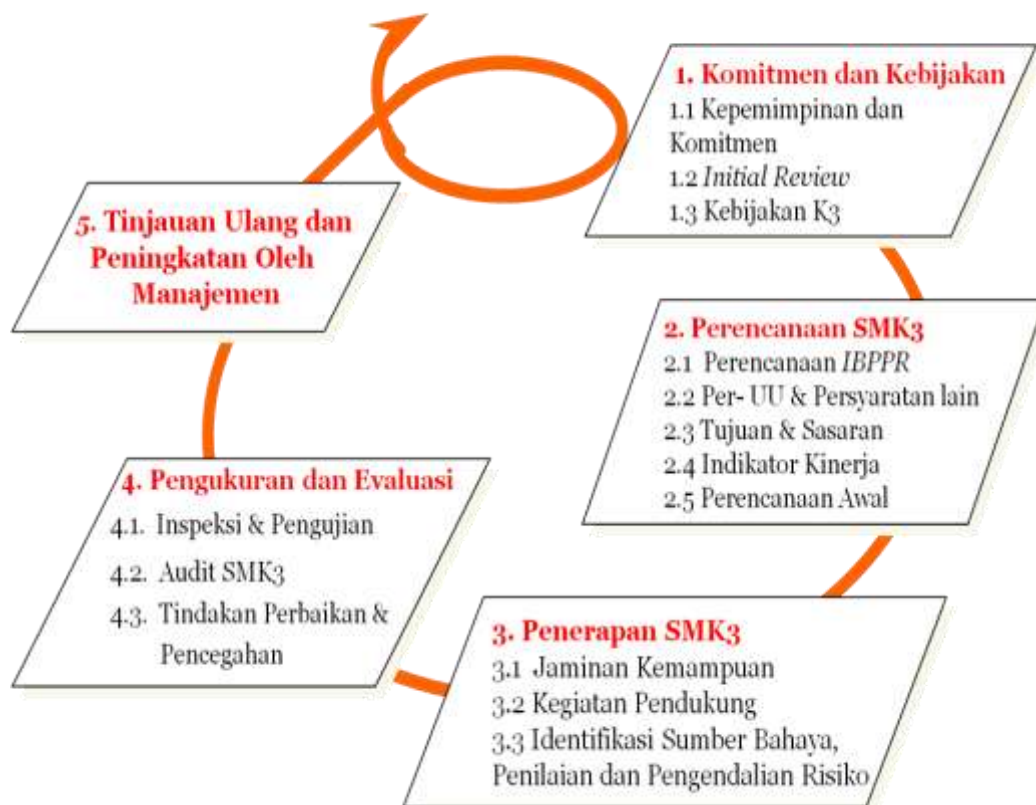 1. Komitmen dan Kebijakan
1.1 Kepemimpinan dan
Komitmen
1.2 Initial Review
1.3 Kebijakan K3
2. Perencanaan SMK3
2.1 Perencanaan IBPPR
2.2 Per- UU & Persyaratan lain
2.3 Tujuan & Sasaran
2.4 Indikator Kinerja
2.5 Perencanaan Awal
3. Penerapan SMK3
3.1 Jaminan Kemampuan
3.2 Kegiatan Pendukung
3.3 Identifikasi Sumber Bahaya,
Penilaian dan Pengendalian Risiko
4. Pengukuran dan Evaluasi
4.1. Inspeksi & Pengujian
4.2. Audit SMK3
4.3. Tindakan Perbaikan &
Pencegahan
5. Tinjauan Ulang dan
Peningkatan Oleh
Manajemen